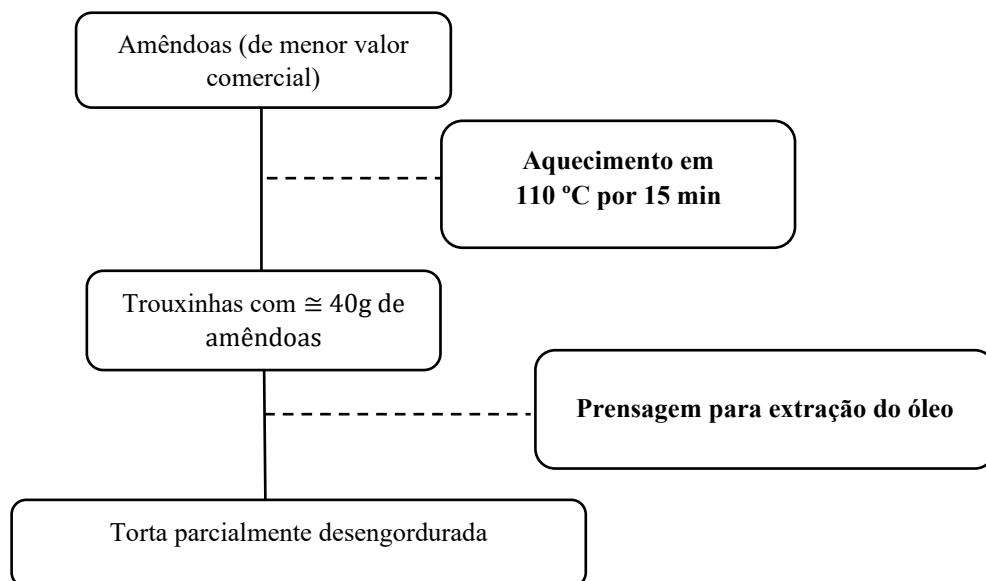 Amêndoas (de menor valor
comercial)
Aquecimento em
110 ºC por 15 min
Trouxinhas com ≅ 40g de
amêndoas
Prensagem para extração do óleo
Torta parcialmente desengordurada